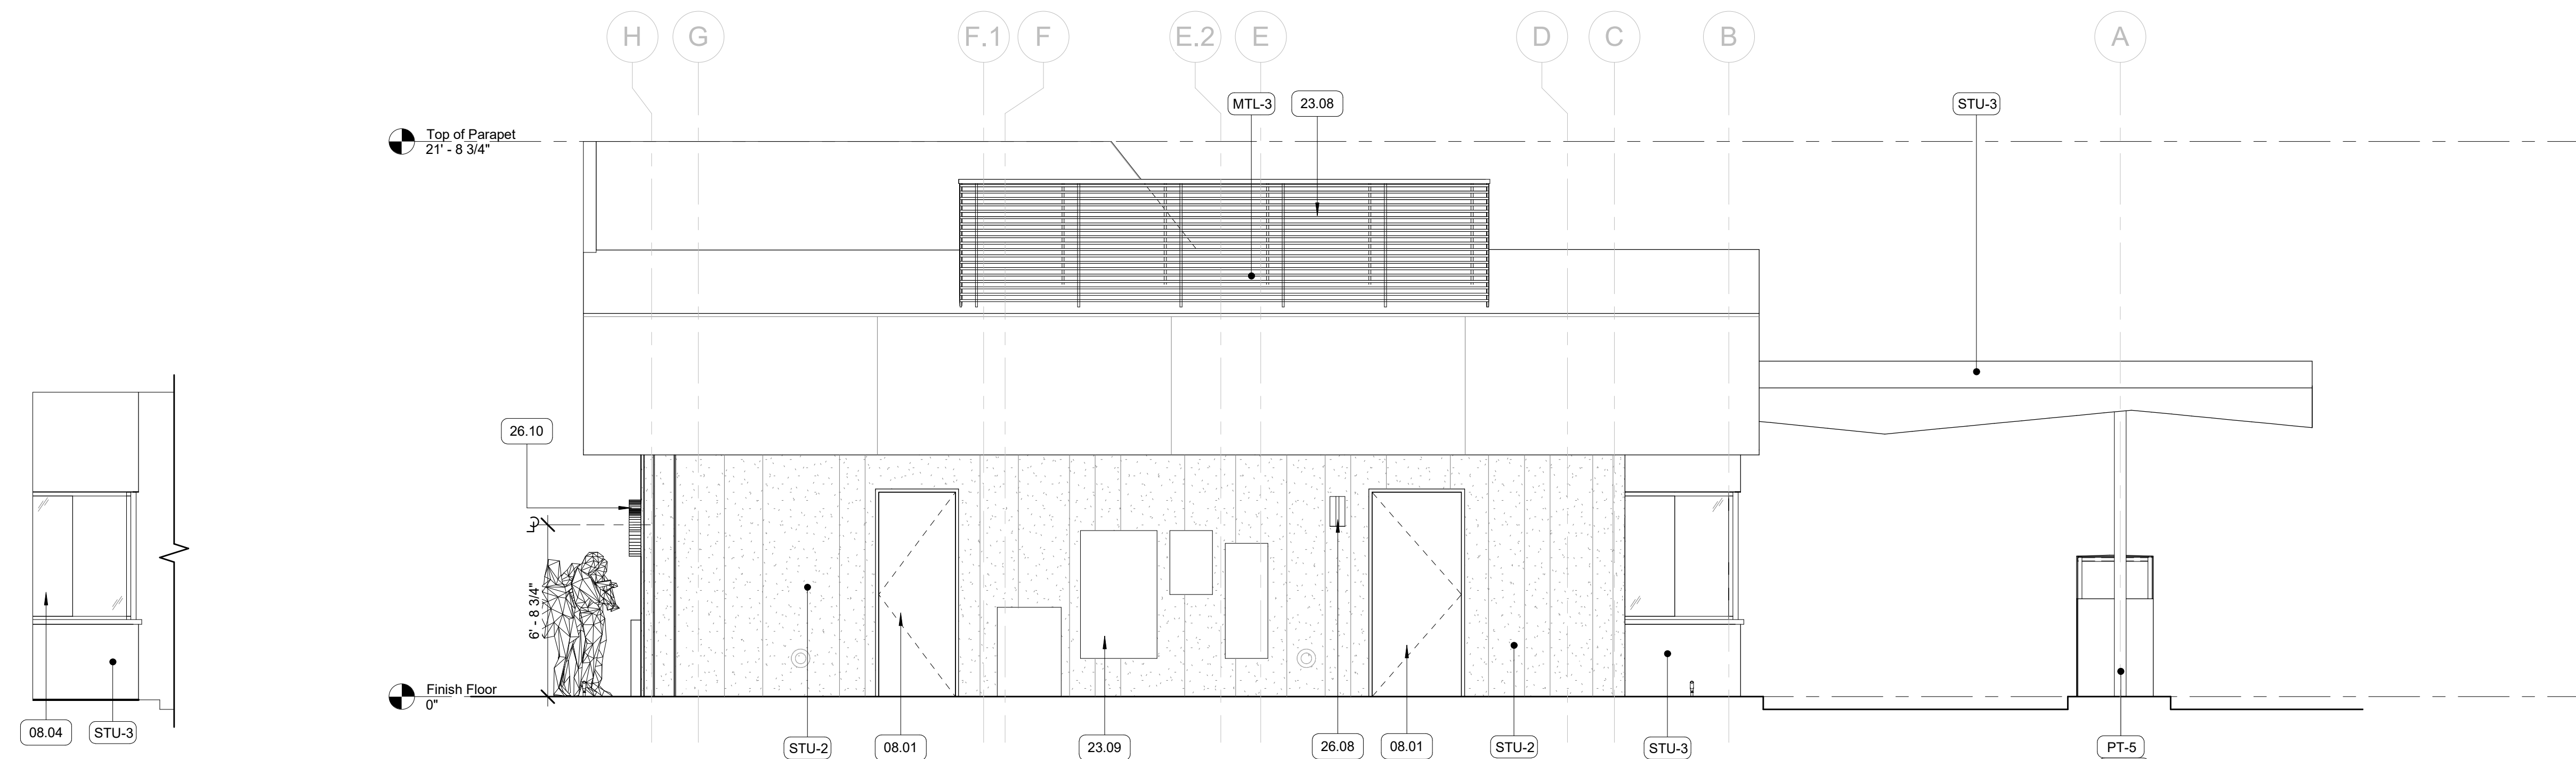 H
G
F.1
F
E.2
E
D
C
B
A
MTL-3
23.08
STU-3
Top of Parapet
21' - 8 3/4"
26.10
6' - 8 3/4"
Finish Floor
0"
08.04
STU-3
STU-2
08.01
23.09
26.08
08.01
STU-2
STU-3
PT-5